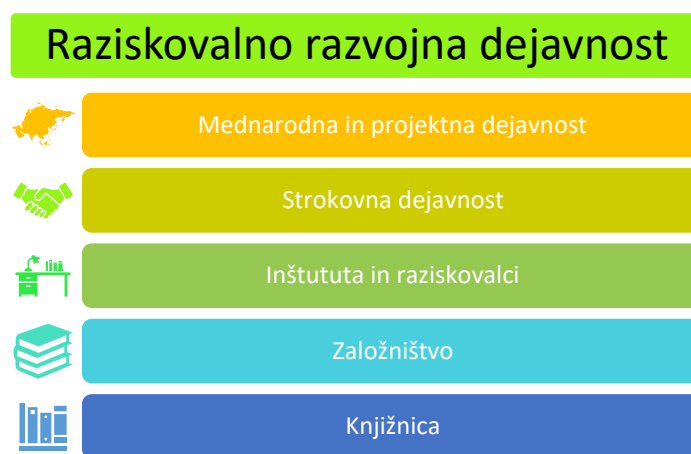 Raziskovalno razvojna dejavnost
Mednarodna in projektna dejavnost
Strokovna dejavnost
Inštututa in raziskovalci
Založništvo
Knjižnica